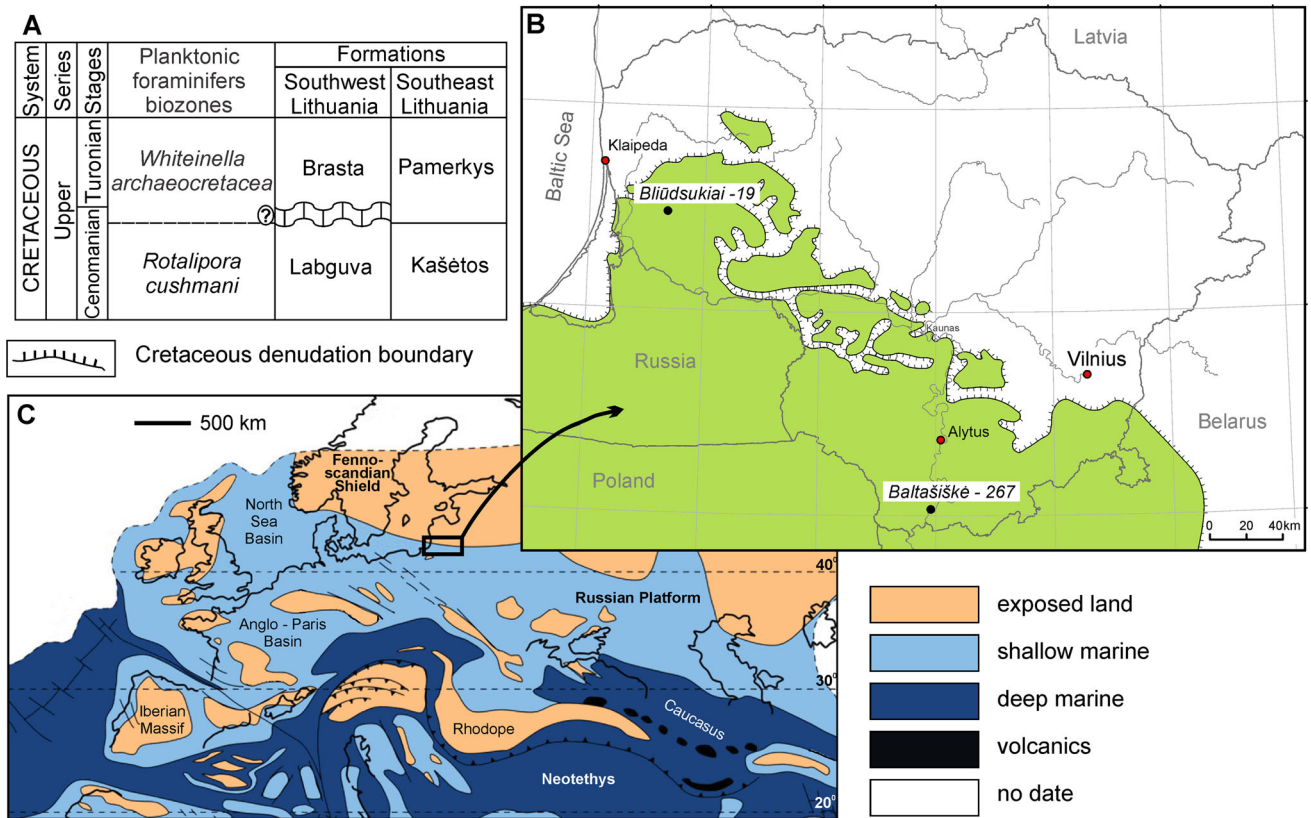 A
System
Series
Stages
Planktonic
foraminifers
biozones
Formations
Southwest
Lithuania
Southeast
Lithuania
CRETACEOUS
Upper
Turonian
Cenomanian
Whiteinella
archaeocretacea
?
Brasta
Pamerkys
Rotalipora
cushmani
Labguva
Kašėtos
Cretaceous denudation boundary
B
Latvia
Baltic Sea
Klaipeda
Bliūdsukiai -19
Kaunas
Russia
Vilnius
Belarus
Alytus
Poland
Baltašiškė - 267
0 20 40km
C
500 km
Fenno-
scandian
Shield
North
Sea
Basin
40⁰
Russian Platform
Anglo - Paris
Basin
30⁰
Iberian
Massif
Rhodope
Caucasus
Neotethys
20⁰
exposed land
shallow marine
deep marine
volcanics
no date